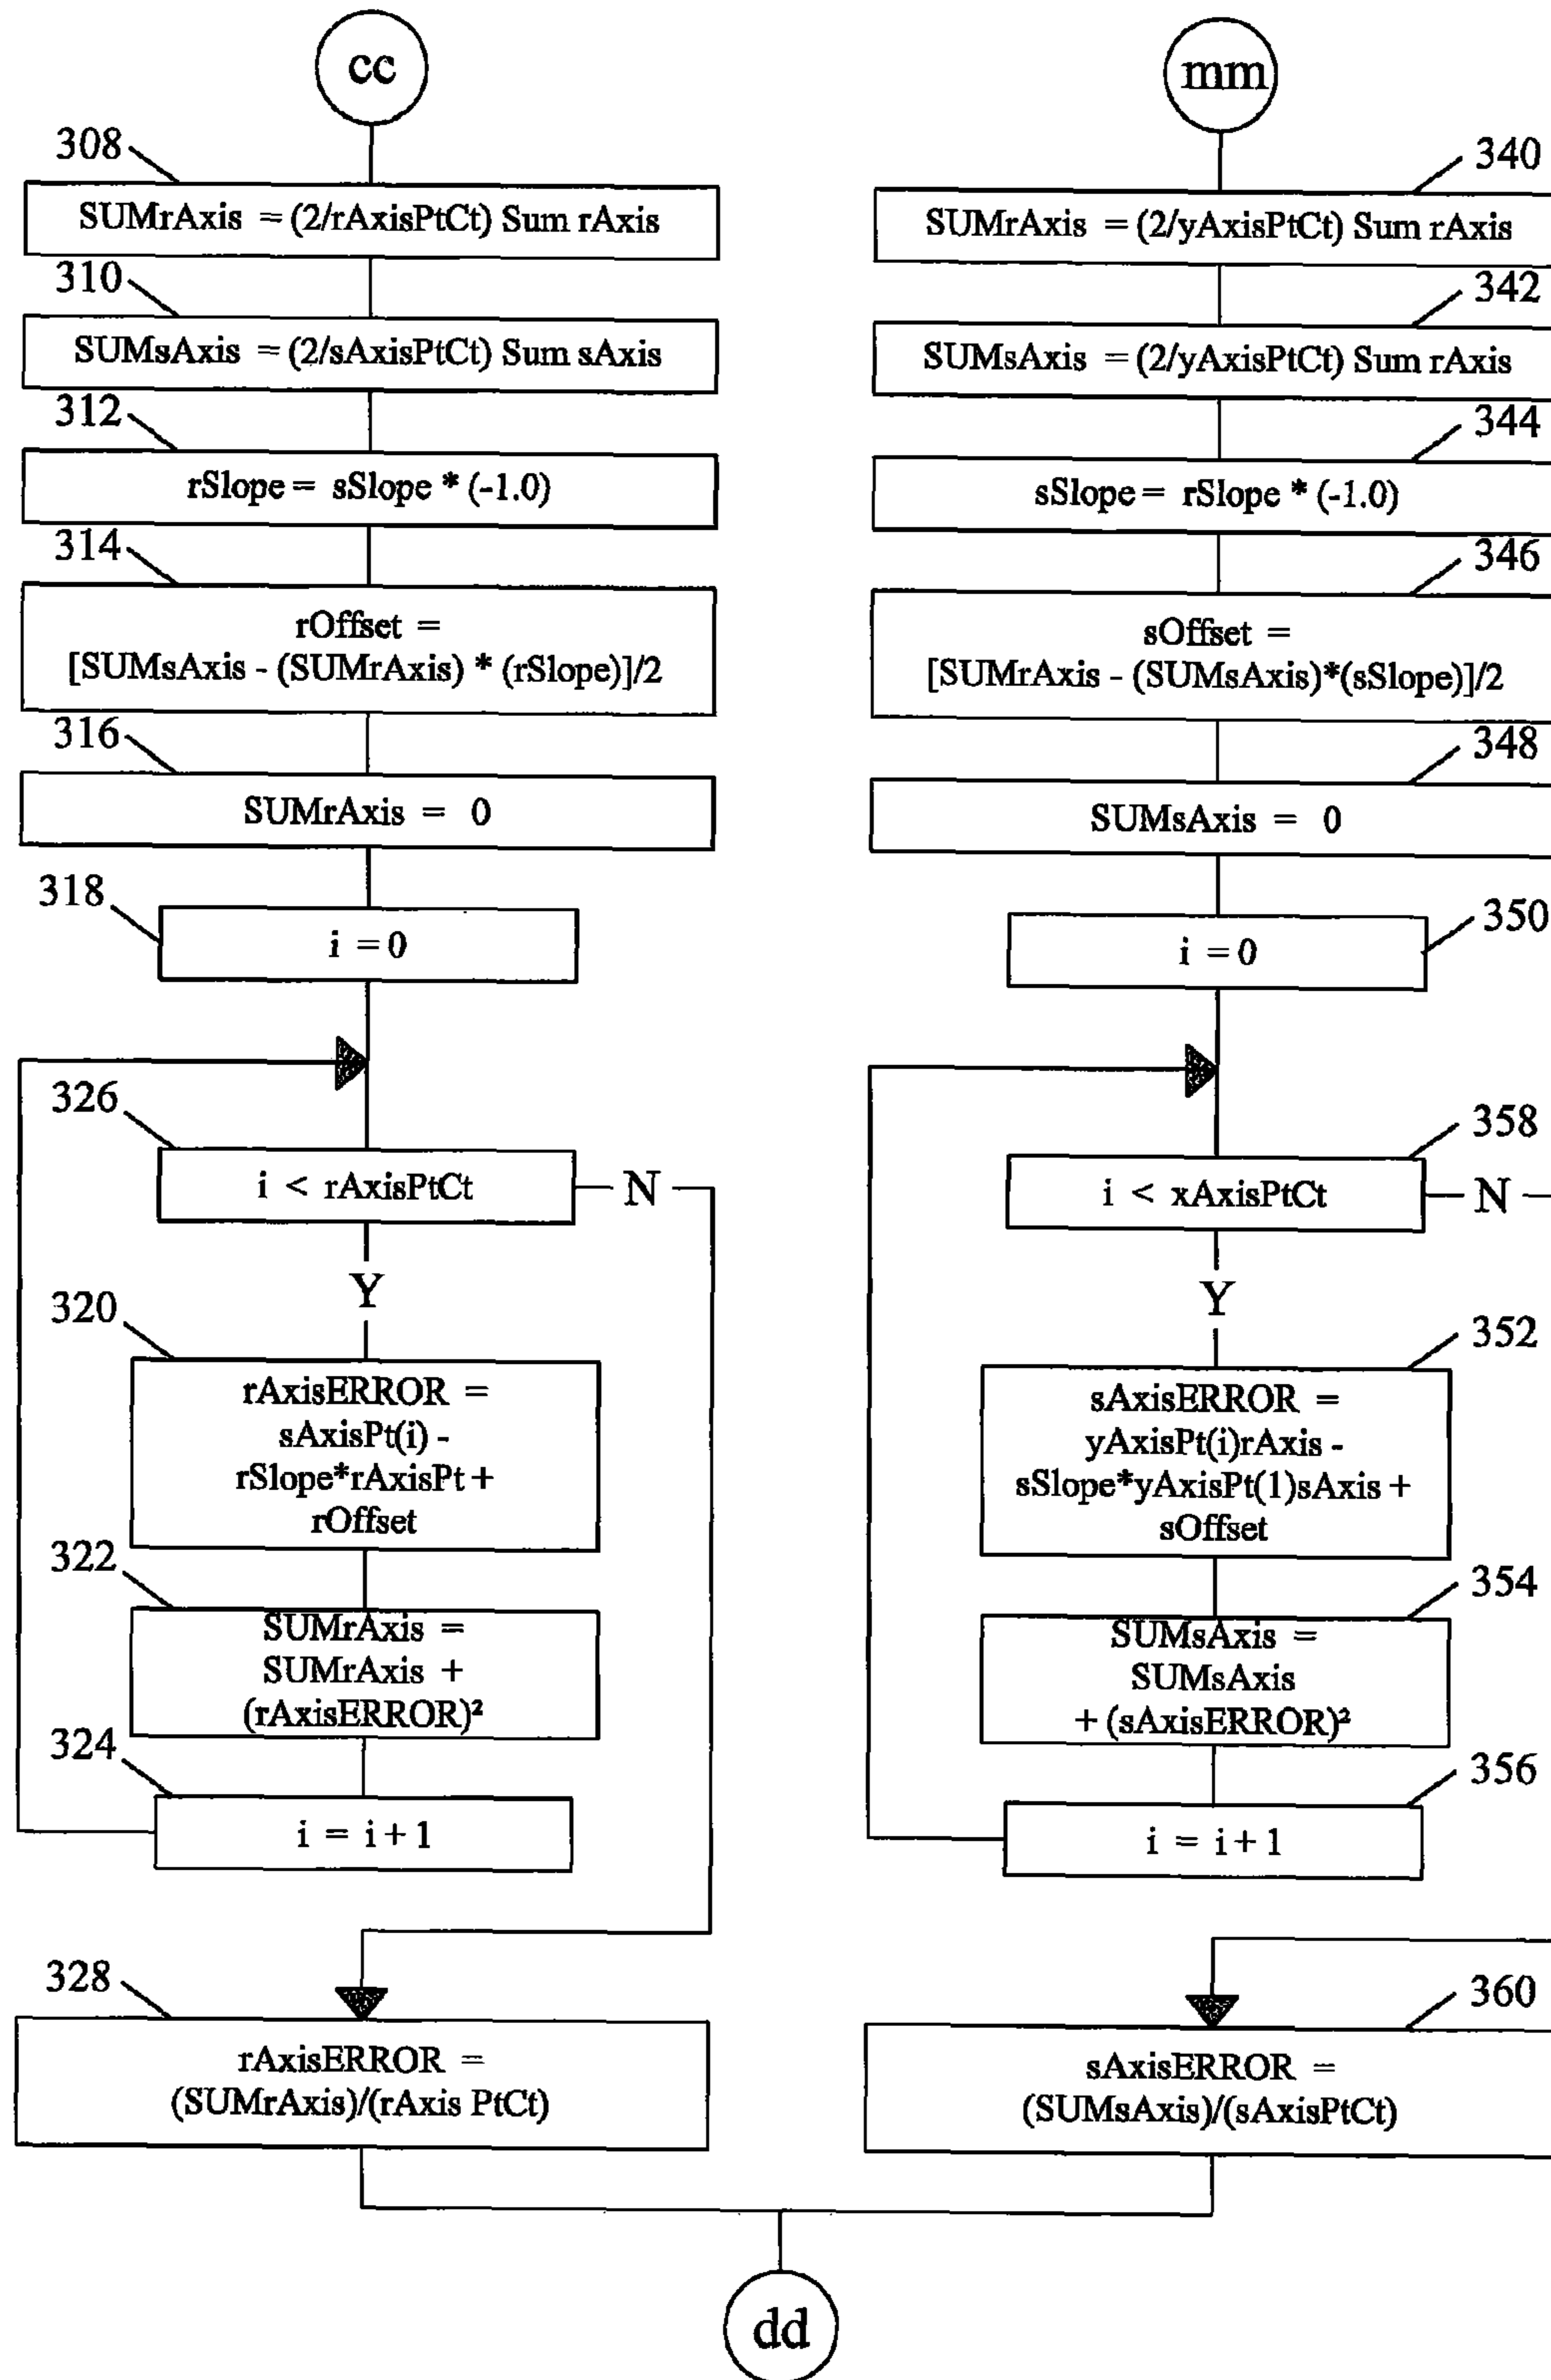 cc
308
SUMrAxis = (2/rAxisPtCt) Sum rAxis
310
SUMsAxis = (2/sAxisPtCt) Sum sAxis
312
rSlope = sSlope * (-1.0)
314
rOffset =
[SUMsAxis - (SUMrAxis) * (rSlope)]/2
316
SUMrAxis = 0
318
i = 0
326
i < rAxisPtCt
N
Y
320
rAxisERROR =
sAxisPt(i) -
rSlope*rAxisPt +
rOffset
322
SUMrAxis =
SUMrAxis +
(rAxisERROR)²
324
i = i + 1
328
rAxisERROR =
(SUMrAxis)/(rAxis PtCt)
mm
340
SUMrAxis = (2/yAxisPtCt) Sum rAxis
342
SUMsAxis = (2/yAxisPtCt) Sum rAxis
344
sSlope = rSlope * (-1.0)
346
sOffset =
[SUMrAxis - (SUMsAxis)*(sSlope)]/2
348
SUMsAxis = 0
350
i = 0
358
i < xAxisPtCt
N
Y
352
sAxisERROR =
yAxisPt(i)rAxis -
sSlope*yAxisPt(1)sAxis +
sOffset
354
SUMsAxis =
SUMsAxis
+ (sAxisERROR)²
356
i = i + 1
360
sAxisERROR =
(SUMsAxis)/(sAxisPtCt)
dd